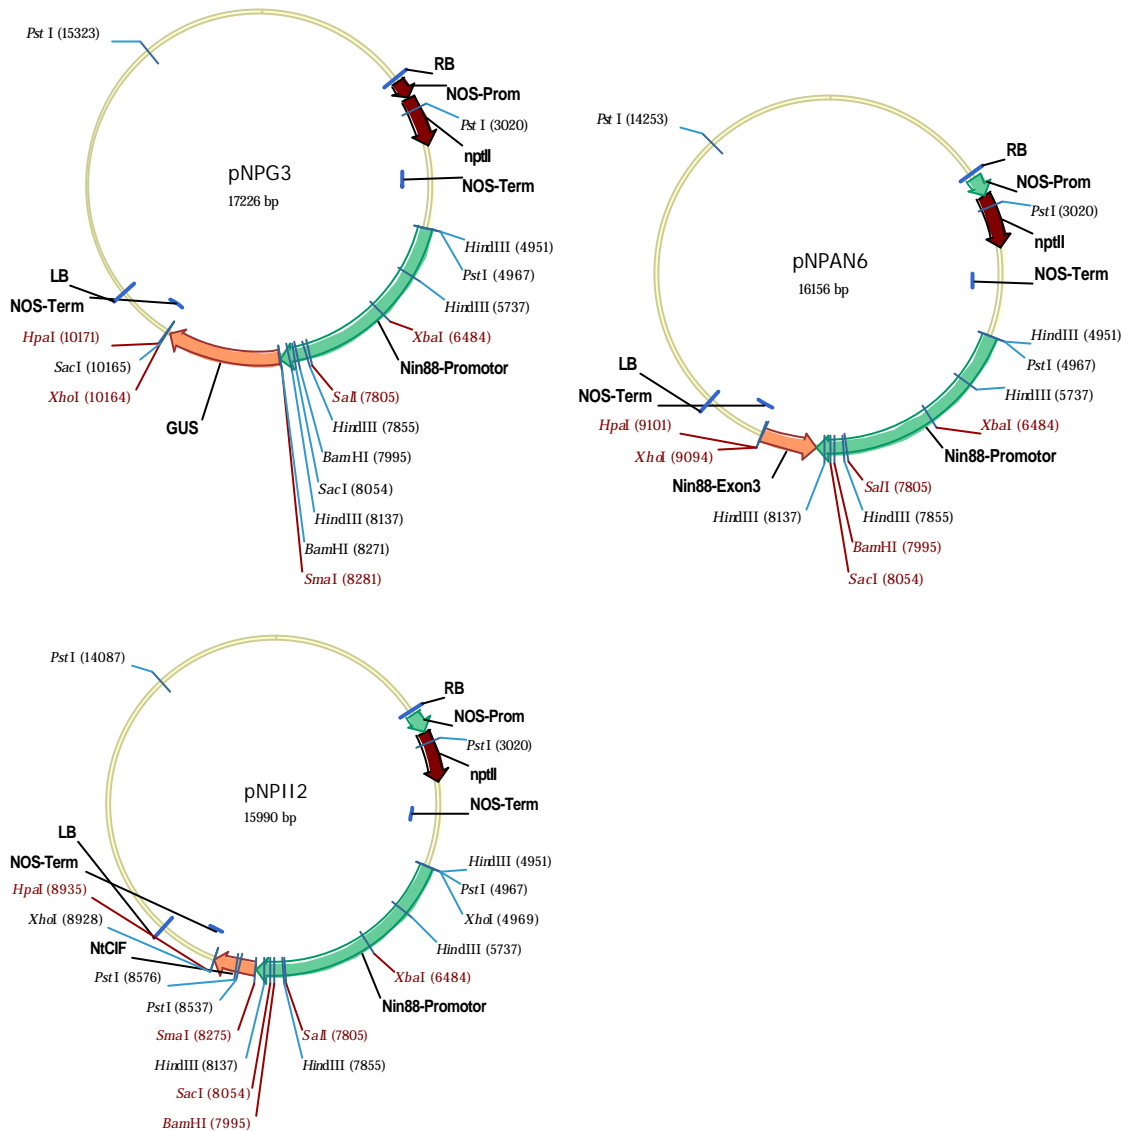 Pst I (15323)
RB
NOS-Prom
Pst I (3020)
nptII
NOS-Term
pNPG3
17226 bp
HindIII (4951)
PstI (4967)
HindIII (5737)
XbaI (6484)
Nin88-Promotor
SalI (7805)
HindIII (7855)
BamHI (7995)
SacI (8054)
HindIII (8137)
BamHI (8271)
SmaI (8281)
GUS
LB
NOS-Term
HpaI (10171)
SacI (10165)
XhoI (10164)
Pst I (14253)
RB
NOS-Prom
PstI (3020)
nptII
NOS-Term
pNPAN6
16156 bp
HindIII (4951)
PstI (4967)
HindIII (5737)
XbaI (6484)
Nin88-Promotor
SalI (7805)
HindIII (7855)
BamHI (7995)
SacI (8054)
HindIII (8137)
Nin88-Exon3
LB
NOS-Term
HpaI (9101)
XhoI (9094)
PstI (14087)
RB
NOS-Prom
PstI (3020)
nptII
NOS-Term
pNPII2
15990 bp
HindIII (4951)
PstI (4967)
XhoI (4969)
HindIII (5737)
XbaI (6484)
Nin88-Promotor
SalI (7805)
HindIII (7855)
LB
NOS-Term
HpaI (8935)
XhoI (8928)
NtCIF
PstI (8576)
PstI (8537)
SmaI (8275)
HindIII (8137)
SacI (8054)
BamHI (7995)